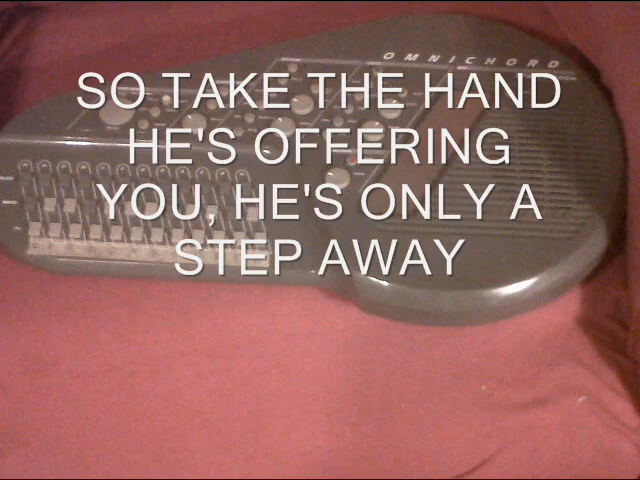 OMNICHORD
SO TAKE THE HAND
HE'S OFFERING
YOU, HE'S ONLY A
STEP AWAY